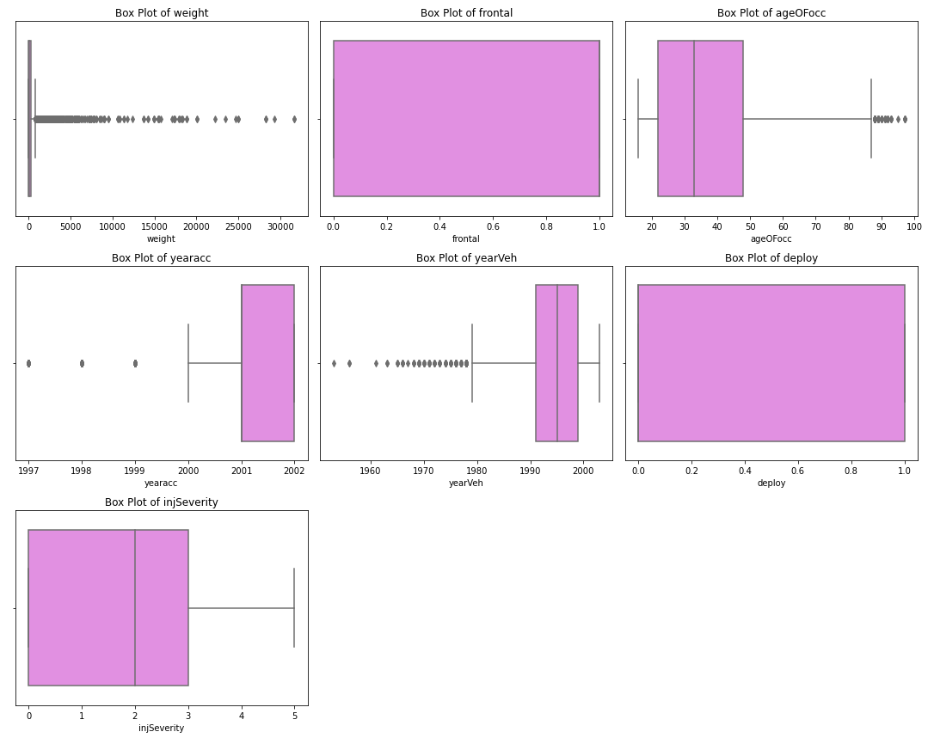 Box Plot of weight
0 5000 10000 15000 20000 25000 30000
weight
Box Plot of frontal
0.0 0.2 0.4 0.6 0.8 1.0
frontal
Box Plot of ageOFocc
20 30 40 50 60 70 80 90 100
ageOFocc
Box Plot of yearacc
1997 1998 1999 2000 2001 2002
yearacc
Box Plot of yearVeh
1960 1970 1980 1990 2000
yearVeh
Box Plot of deploy
0.0 0.2 0.4 0.6 0.8 1.0
deploy
Box Plot of injSeverity
0 1 2 3 4 5
injSeverity